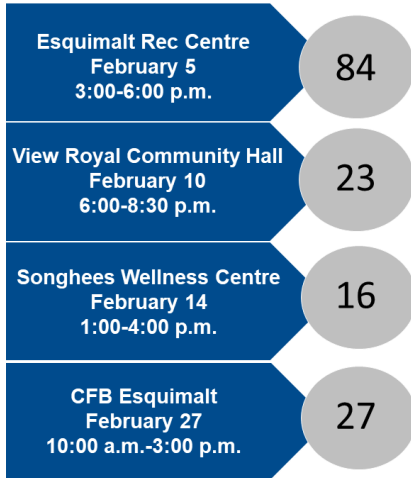 Esquimalt Rec Centre
February 5
3:00-6:00 p.m.
84
View Royal Community Hall
February 10
6:00-8:30 p.m.
23
Songhees Wellness Centre
February 14
1:00-4:00 p.m.
16
CFB Esquimalt
February 27
10:00 a.m.-3:00 p.m.
27